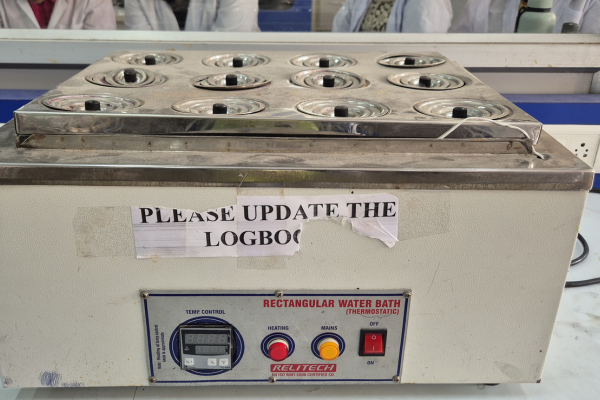 PLEASE UPDATE THE
LOGBOO
RECTANGULAR WATER BATH
(THERMOSTATIC)
TEMP CONTROL
HEATING
MAINS
OFF
ON
RELITECH